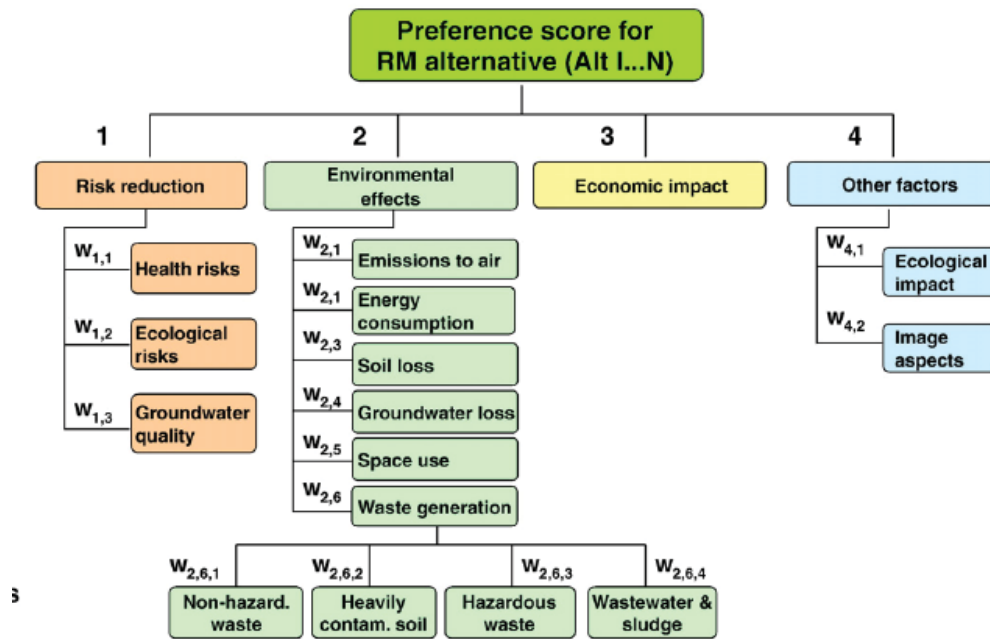 Preference score for
RM alternative (Alt I...N)
1
2
3
4
Risk reduction
Environmental
effects
Economic impact
Other factors
W1,1
Health risks
W1,2
Ecological
risks
W1,3
Groundwater
quality
W2,1
Emissions to air
W2,1
Energy
consumption
W2,3
Soil loss
W2,4
Groundwater loss
W2,5
Space use
W2,6
Waste generation
W4,1
Ecological
impact
W4,2
Image
aspects
W2,6,1
W2,6,2
W2,6,3
W2,6,4
Non-hazard.
waste
Heavily
contam. soil
Hazardous
waste
Wastewater &
sludge
s